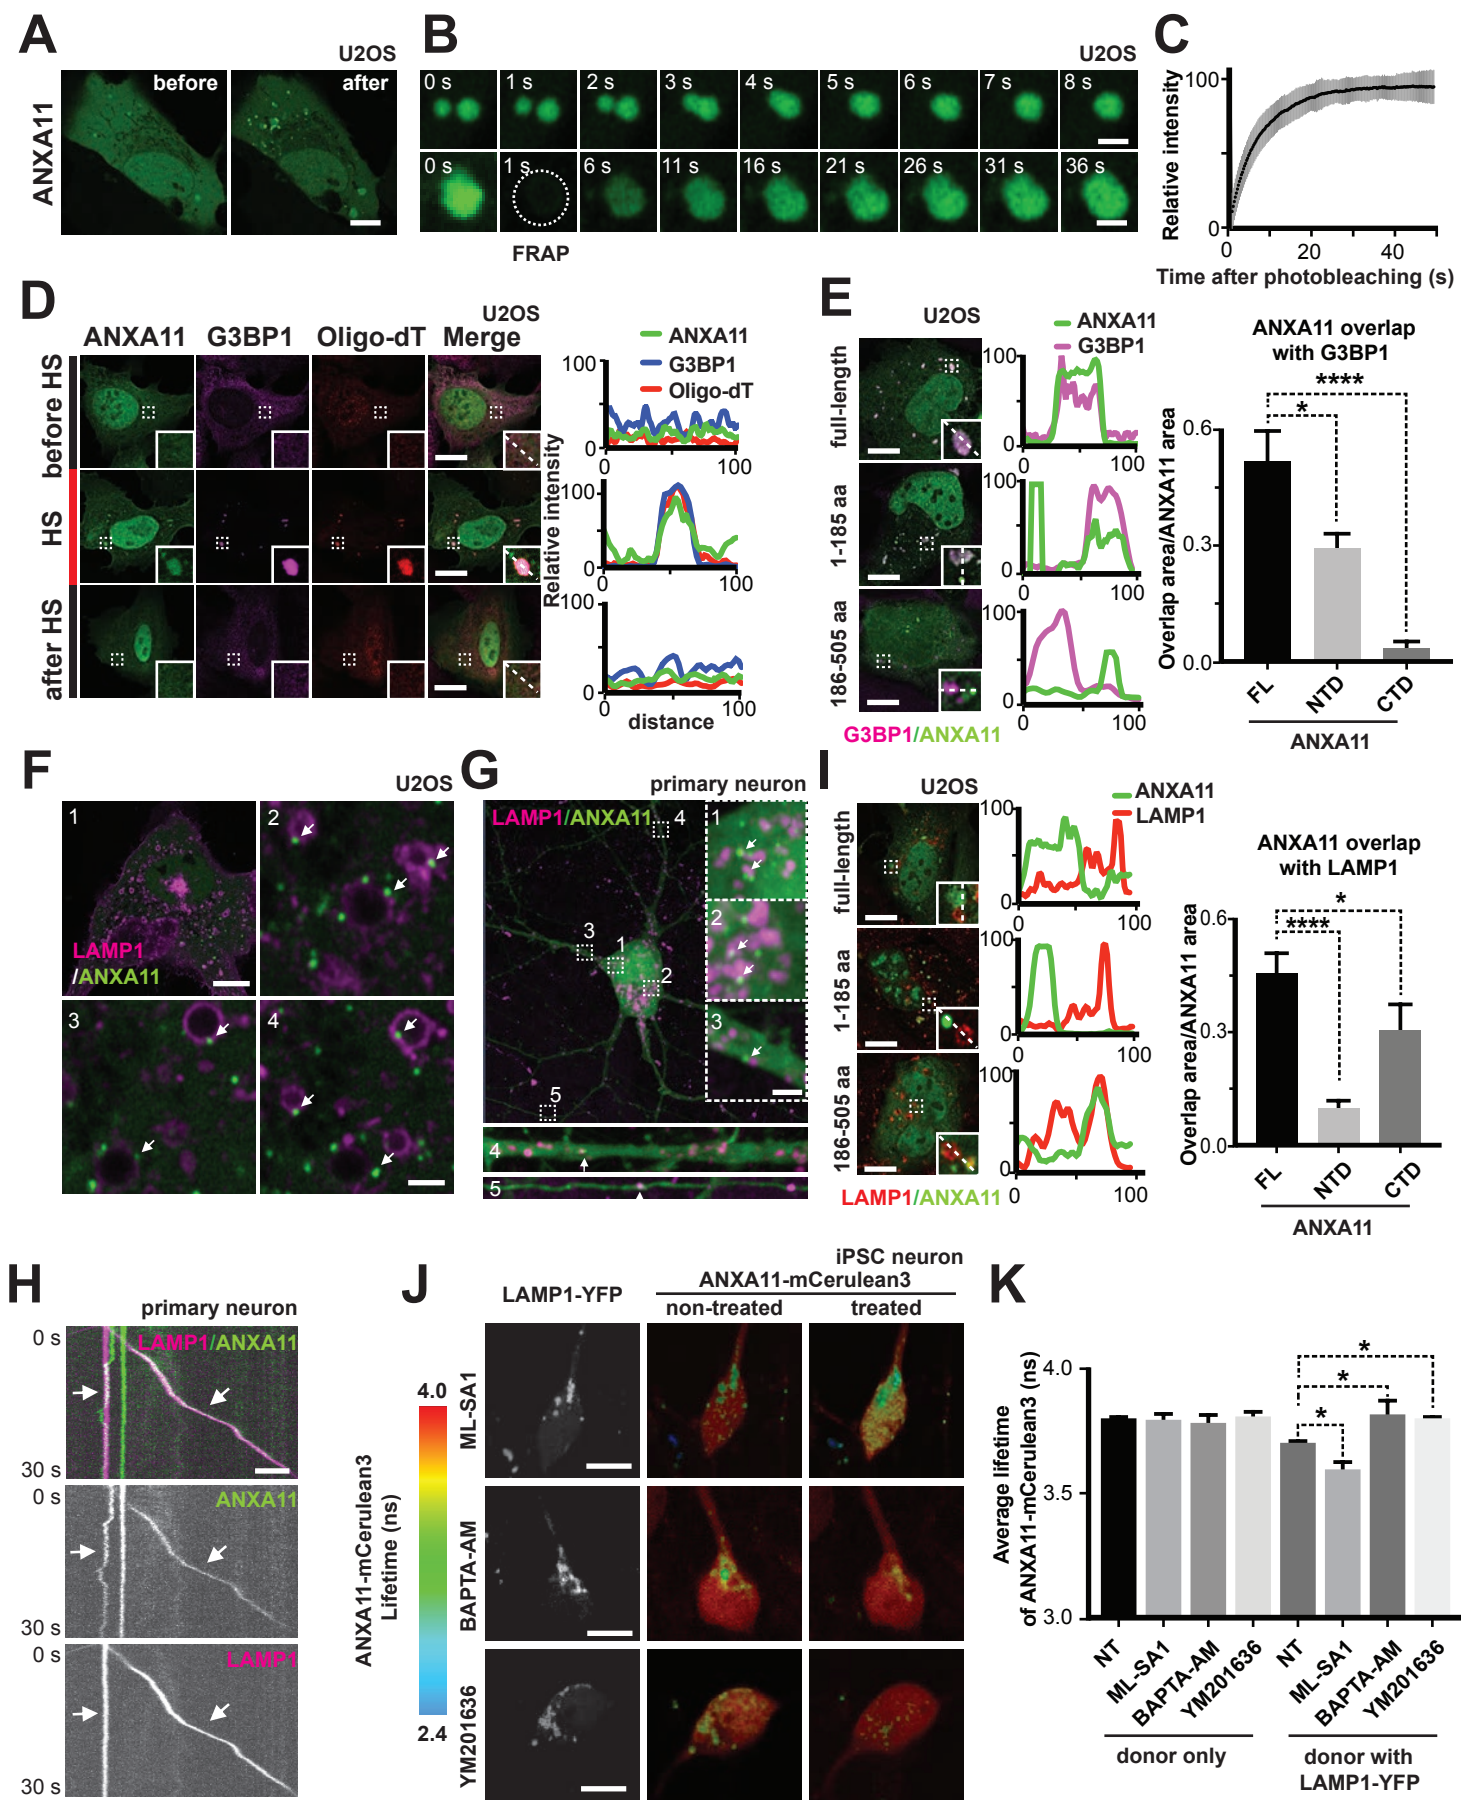 A
U2OS
before
after
ANXA11
B
U2OS
0 s
1 s
2 s
3 s
4 s
5 s
6 s
7 s
8 s
0 s
1 s
6 s
11 s
16 s
21 s
26 s
31 s
36 s
FRAP
C
Relative intensity
100
0
0
20
40
Time after photobleaching (s)
D
U2OS
ANXA11
G3BP1
Oligo-dT
Merge
before HS
HS
after HS
ANXA11
G3BP1
Oligo-dT
Relative intensity
100
0
0
100
100
0
0
100
100
0
0
100
distance
E
U2OS
ANXA11
G3BP1
full-length
1-185 aa
186-505 aa
100
0
0
100
100
0
0
100
100
0
0
100
G3BP1/ANXA11
ANXA11 overlap
with G3BP1
****
*
Overlap area/ANXA11 area
0.6
0.3
0.0
FL
NTD
CTD
ANXA11
F
U2OS
1
2
LAMP1
/ANXA11
3
4
G
primary neuron
LAMP1/ANXA11
4
3
1
2
5
1
2
3
4
5
I
U2OS
ANXA11
LAMP1
full-length
1-185 aa
186-505 aa
100
0
0
100
100
0
0
100
100
0
0
100
LAMP1/ANXA11
ANXA11 overlap
with LAMP1
*
****
Overlap area/ANXA11 area
0.6
0.3
0.0
FL
NTD
CTD
ANXA11
H
primary neuron
0 s
LAMP1/ANXA11
30 s
0 s
ANXA11
30 s
0 s
LAMP1
30 s
J
iPSC neuron
LAMP1-YFP
ANXA11-mCerulean3
non-treated
treated
4.0
2.4
ANXA11-mCerulean3
Lifetime (ns)
ML-SA1
BAPTA-AM
YM201636
K
Average lifetime
of ANXA11-mCerulean3 (ns)
4.0
3.5
3.0
*
*
*
NT
ML-SA1
BAPTA-AM
YM201636
NT
ML-SA1
BAPTA-AM
YM201636
donor only
donor with
LAMP1-YFP